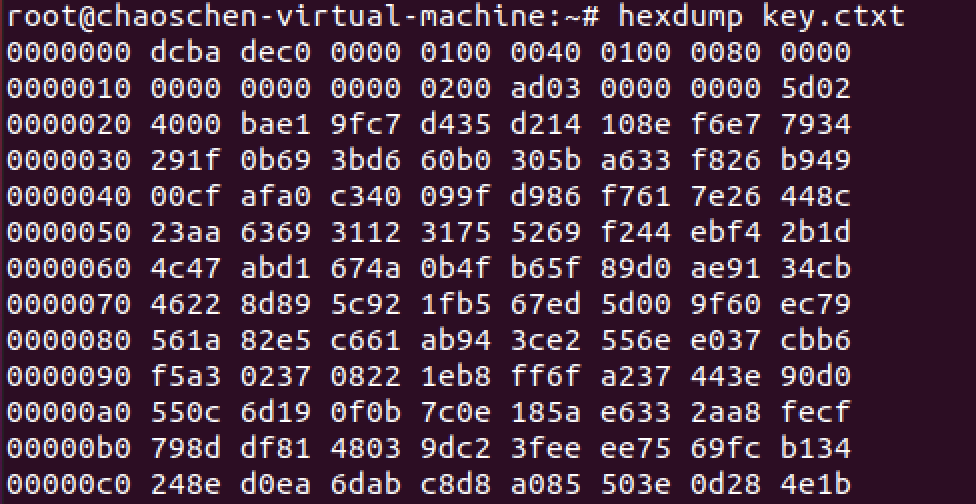 root@chaoschen-virtual-machine:~# hexdump key.ctxt
0000000 dcba dec0 0000 0100 0040 0100 0080 0000
0000010 0000 0000 0000 0200 ad03 0000 0000 5d02
0000020 4000 bae1 9fc7 d435 d214 108e f6e7 7934
0000030 291f 0b69 3bd6 60b0 305b a633 f826 b949
0000040 00cf afa0 c340 099f d986 f761 7e26 448c
0000050 23aa 6369 3112 3175 5269 f244 ebf4 2b1d
0000060 4c47 abd1 674a 0b4f b65f 89d0 ae91 34cb
0000070 4622 8d89 5c92 1fb5 67ed 5d00 9f60 ec79
0000080 561a 82e5 c661 ab94 3ce2 556e e037 cbb6
0000090 f5a3 0237 0822 1eb8 ff6f a237 443e 90d0
00000a0 550c 6d19 0f0b 7c0e 185a e633 2aa8 fecf
00000b0 798d df81 4803 9dc2 3fee ee75 69fc b134
00000c0 248e d0ea 6dab c8d8 a085 503e 0d28 4e1b